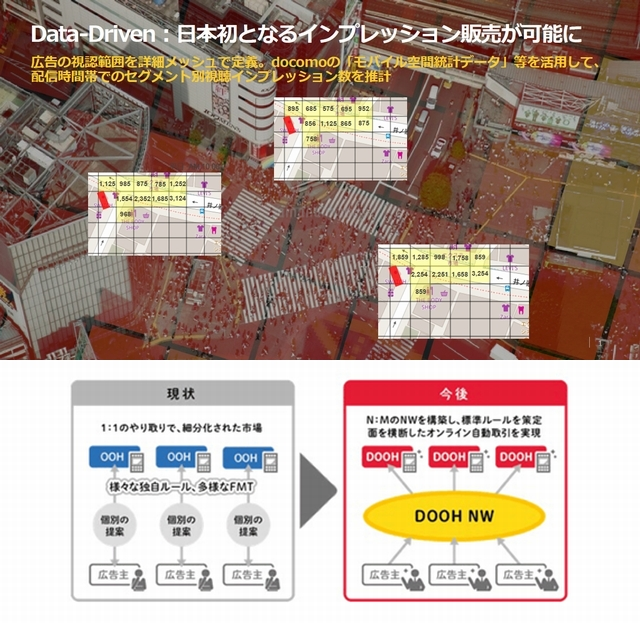 Data-Driven：日本初となるインプレッション販売が可能に
広告の視認範囲を詳細メッシュで定義。docomoの「モバイル空間統計データ」等を活用して、
配信時間帯でのセグメント別視聴インプレッション数を推計
895 685 575 695 952
856 1,125 865 875
758
SHOP
1,125 985 875 785 1,252
1,554 2,352 1,685 3,124
968
SHOP
1,859 1,285 998 1,758 859
2,254 2,251 1,658 3,254
859
現状
1:1のやり取りで、細分化された市場
OOH OOH OOH
様々な独自ルール、多様なFMT
個別の 個別の 個別の
提案 提案 提案
広告主 広告主 広告主
今後
N:MのNWを構築し、標準ルールを策定
面を横断したオンライン自動取引を実現
DOOH DOOH DOOH
DOOH NW
広告主 広告主 広告主